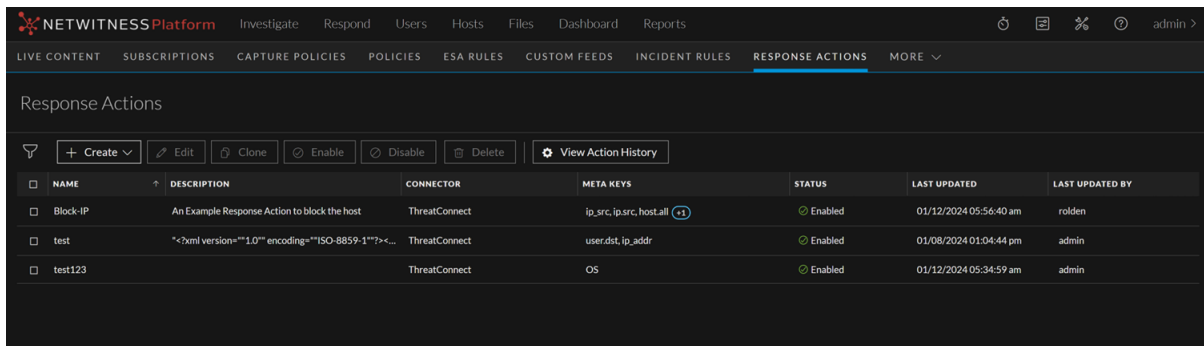 NETWITNESS Platform Investigate Respond Users Hosts Files Dashboard Reports admin >
LIVE CONTENT SUBSCRIPTIONS CAPTURE POLICIES POLICIES ESA RULES CUSTOM FEEDS INCIDENT RULES RESPONSE ACTIONS MORE
Response Actions
+ Create Edit Clone Enable Disable Delete View Action History
NAME ↑ DESCRIPTION CONNECTOR META KEYS STATUS LAST UPDATED LAST UPDATED BY
Block-IP An Example Response Action to block the host ThreatConnect ip_src, ip.src, host.all +1 Enabled 01/12/2024 05:56:40 am rolden
test "<?xml version=""1.0"" encoding=""ISO-8859-1""?><... ThreatConnect user.dst, ip_addr Enabled 01/08/2024 01:04:44 pm admin
test123 ThreatConnect OS Enabled 01/12/2024 05:34:59 am admin